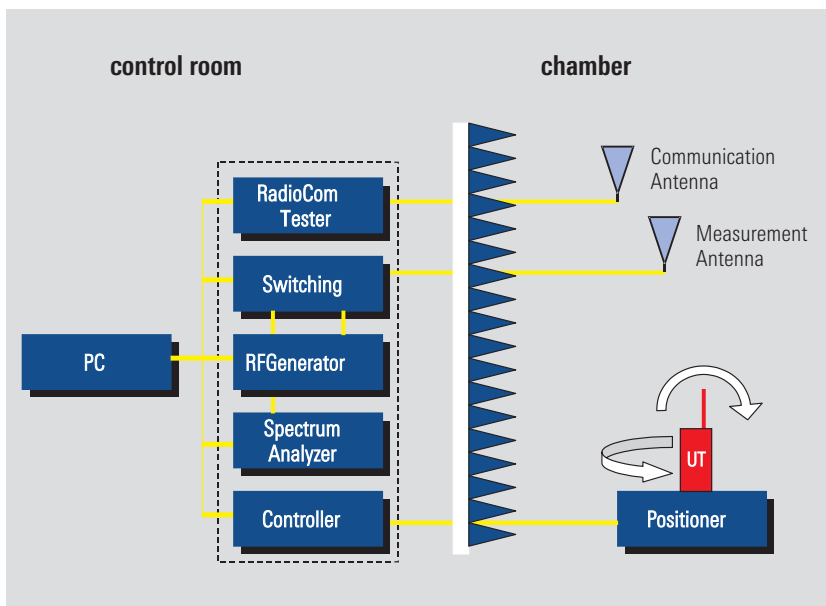 control room
chamber
RadioCom
Tester
Communication
Antenna
Switching
Measurement
Antenna
PC
RFGenerator
Spectrum
Analyzer
UT
Controller
Positioner